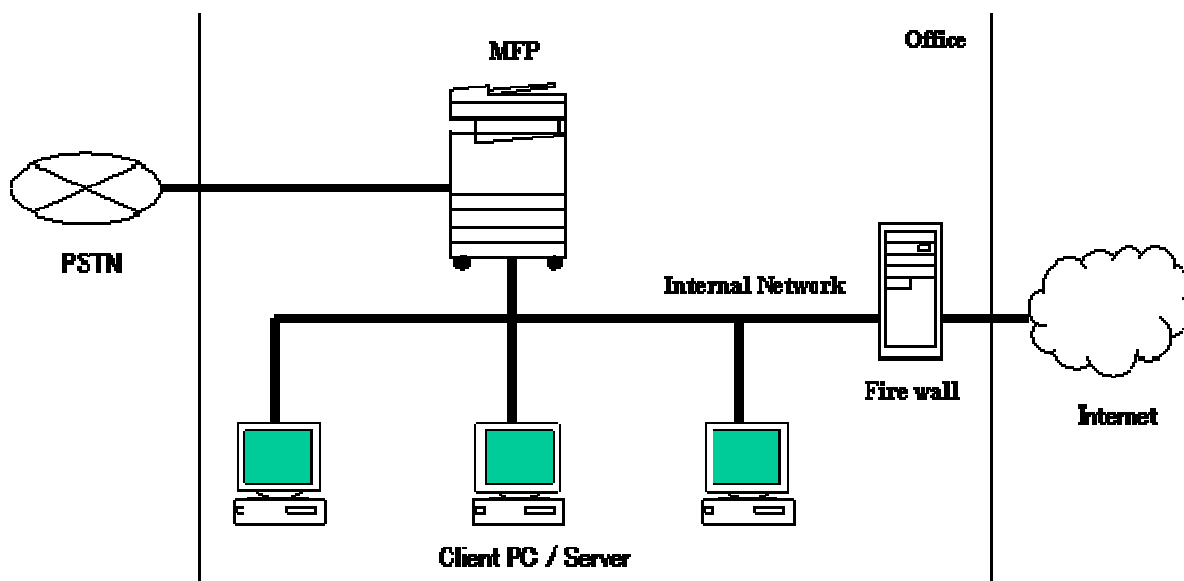 Office
MFP
PSTN
Internal Network
Fire wall
Internet
Client PC / Server